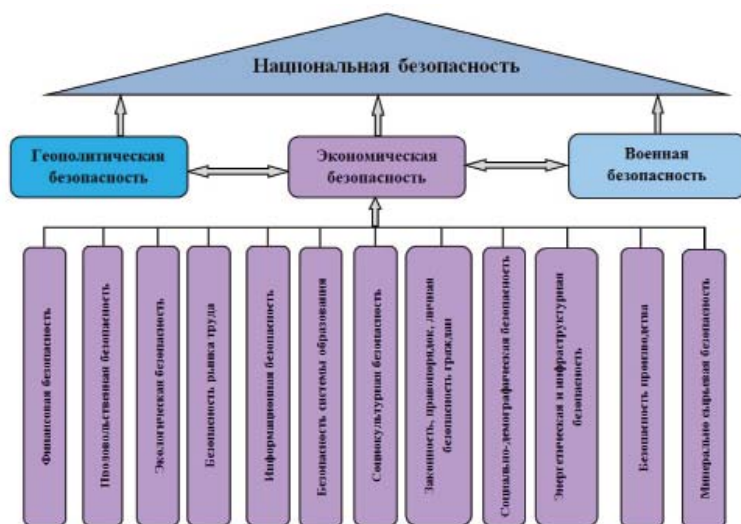 Национальная безопасность
Геополитическая
безопасность
Экономическая
безопасность
Военная
безопасность
Финансовая безопасность
Продовольственная безопасность
Экологическая безопасность
Безопасность рынка труда
Информационная безопасность
Безопасность системы образования
Социокультурная безопасность
Законность, правопорядок, личная
безопасность граждан
Социально-демографическая безопасность
Энергетическая и инфраструктурная
безопасность
Безопасность производства
Минерально сырьевая безопасность